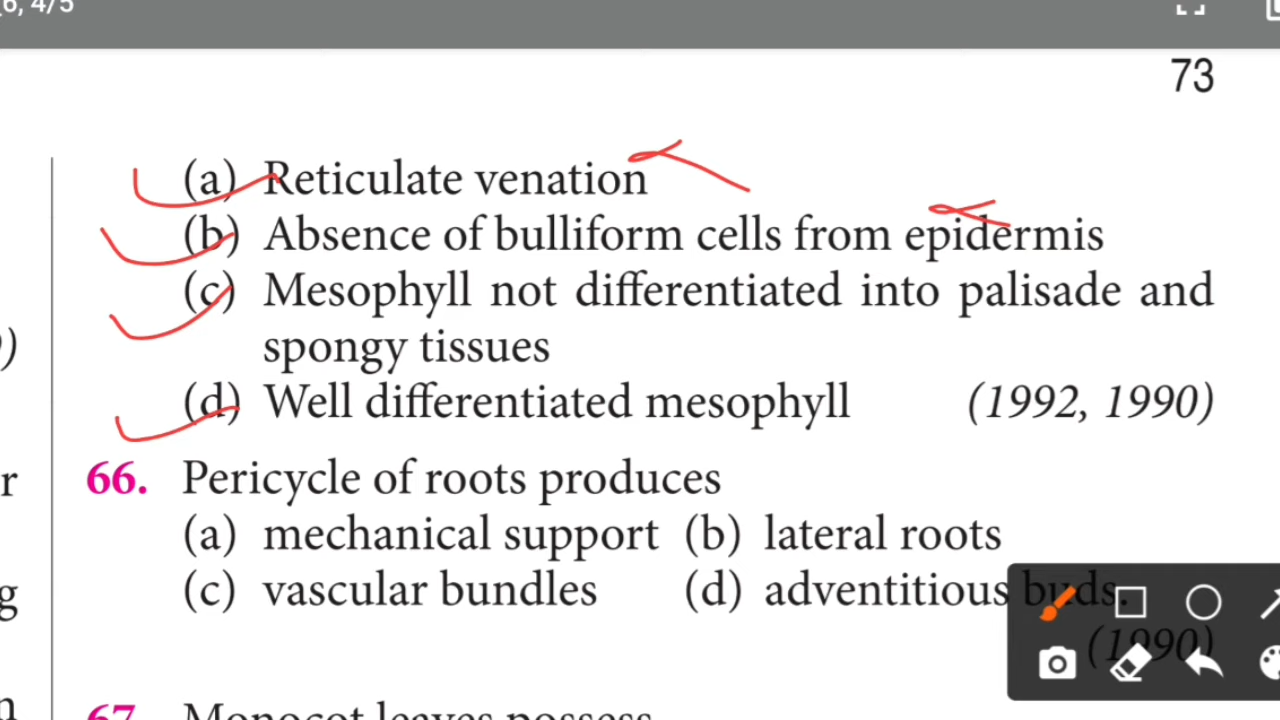 6, 4/5
73
(a) Reticulate venation
(b) Absence of bulliform cells from epidermis
(c) Mesophyll not differentiated into palisade and
spongy tissues
(d) Well differentiated mesophyll (1992, 1990)
66. Pericycle of roots produces
(a) mechanical support (b) lateral roots
(c) vascular bundles (d) adventitious buds.
(1990)
67. Monocot leaves possess
)
r
g